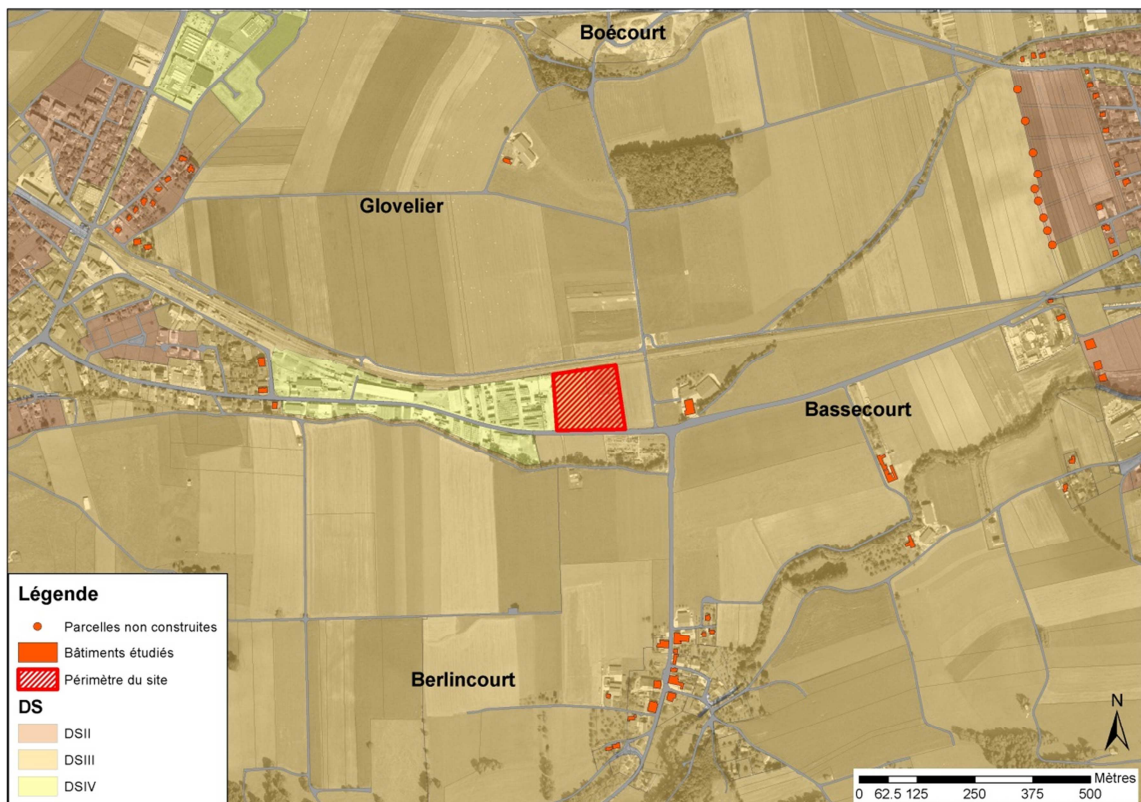 Boécourt
Glovelier
Bassecourt
Berlincourt
Légende
Parcelles non construites
Bâtiments étudiés
Périmètre du site
DS
DSII
DSIII
DSIV
N
Mètres
0 62.5 125 250 375 500